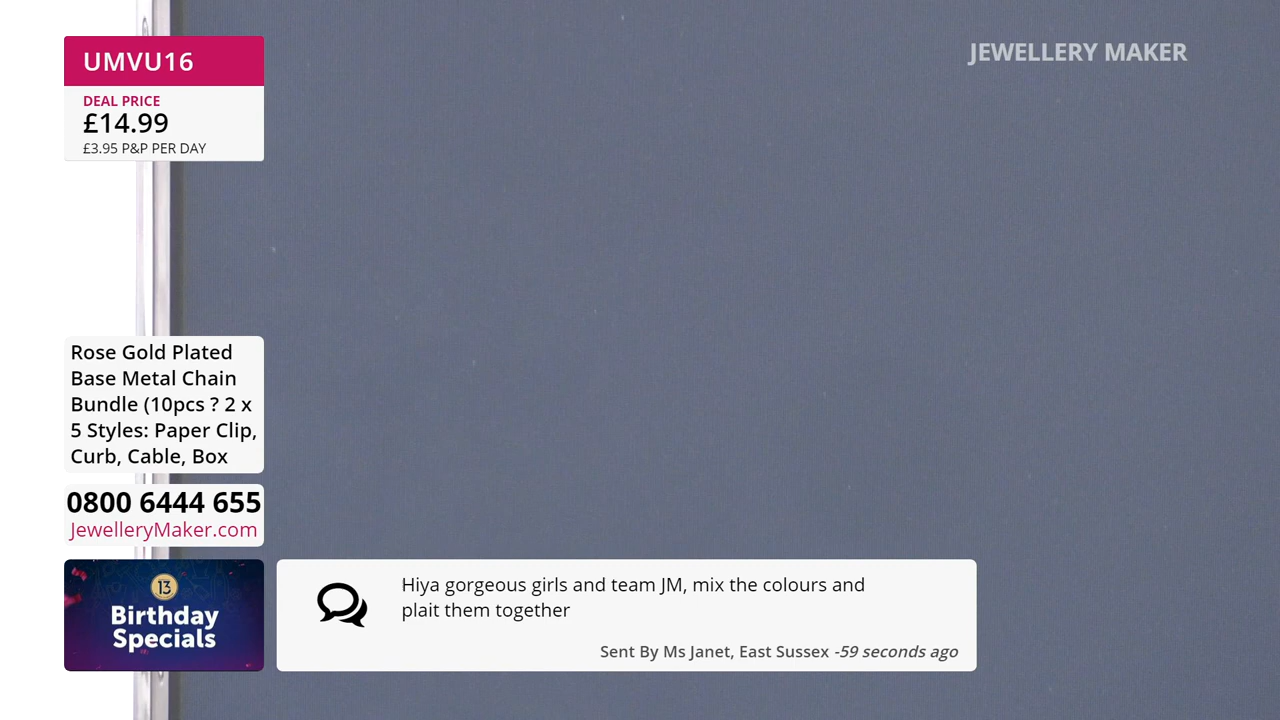 UMVU16
DEAL PRICE
£14.99
£3.95 P&P PER DAY
JEWELLERY MAKER
Rose Gold Plated
Base Metal Chain
Bundle (10pcs ? 2 x
5 Styles: Paper Clip,
Curb, Cable, Box
0800 6444 655
JewelleryMaker.com
13
Birthday
Specials
Hiya gorgeous girls and team JM, mix the colours and
plait them together
Sent By Ms Janet, East Sussex -59 seconds ago